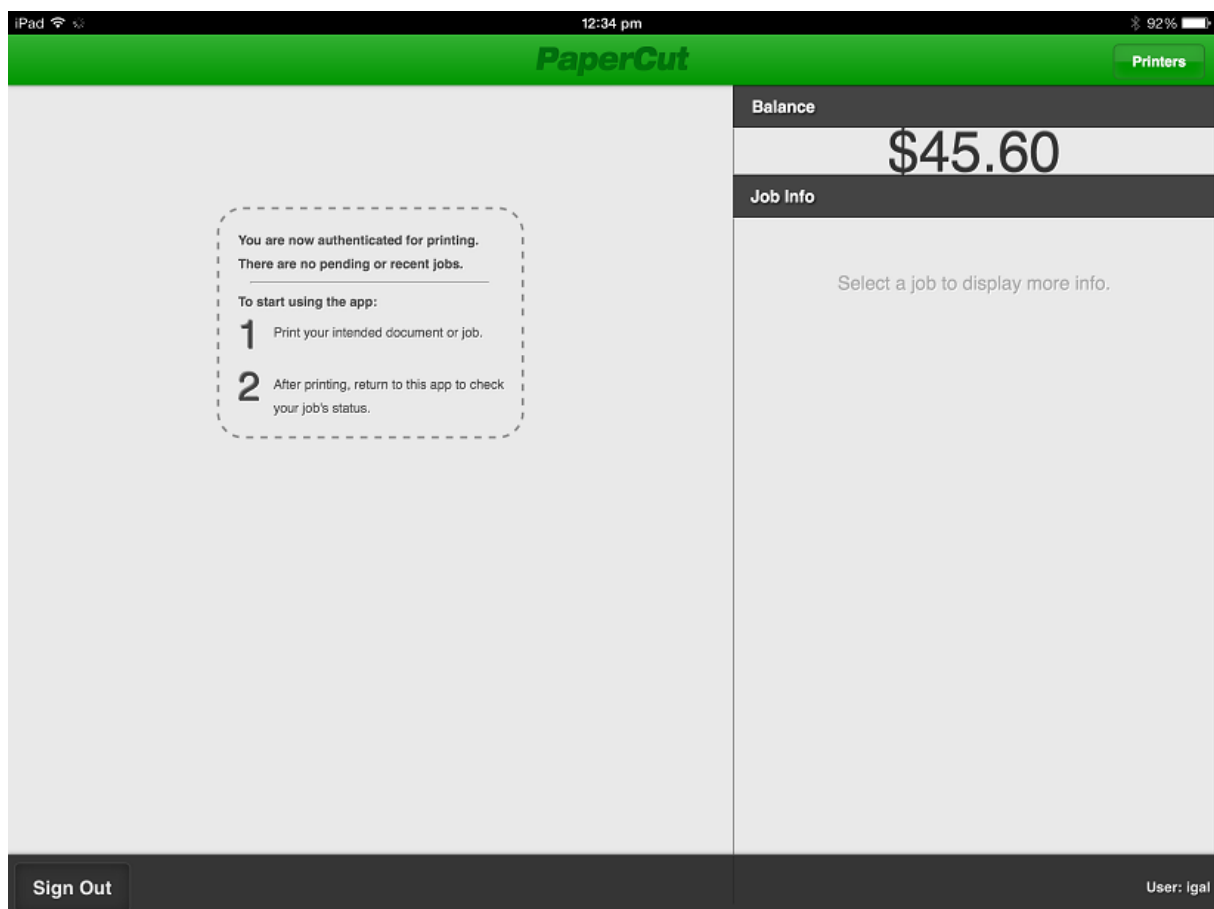 iPad 12:34 pm 92%
PaperCut
Printers
Balance
$45.60
Job Info
Select a job to display more info.
You are now authenticated for printing.
There are no pending or recent jobs.
To start using the app:
1 Print your intended document or job.
2 After printing, return to this app to check
your job's status.
Sign Out
User: igal